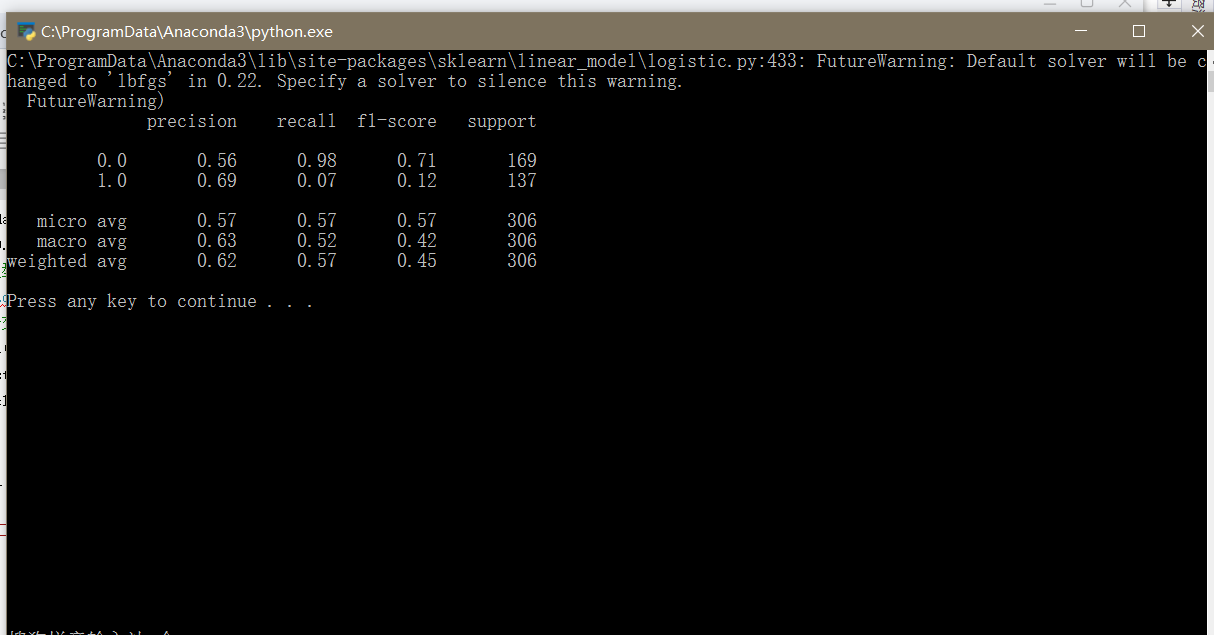 C:\ProgramData\Anaconda3\python.exe
C:\ProgramData\Anaconda3\lib\site-packages\sklearn\linear_model\logistic.py:433: FutureWarning: Default solver will be c
hanged to 'lbfgs' in 0.22. Specify a solver to silence this warning.
  FutureWarning)
              precision    recall  f1-score   support

         0.0       0.56      0.98      0.71       169
         1.0       0.69      0.07      0.12       137

   micro avg       0.57      0.57      0.57       306
   macro avg       0.63      0.52      0.42       306
weighted avg       0.62      0.57      0.45       306

Press any key to continue . . .